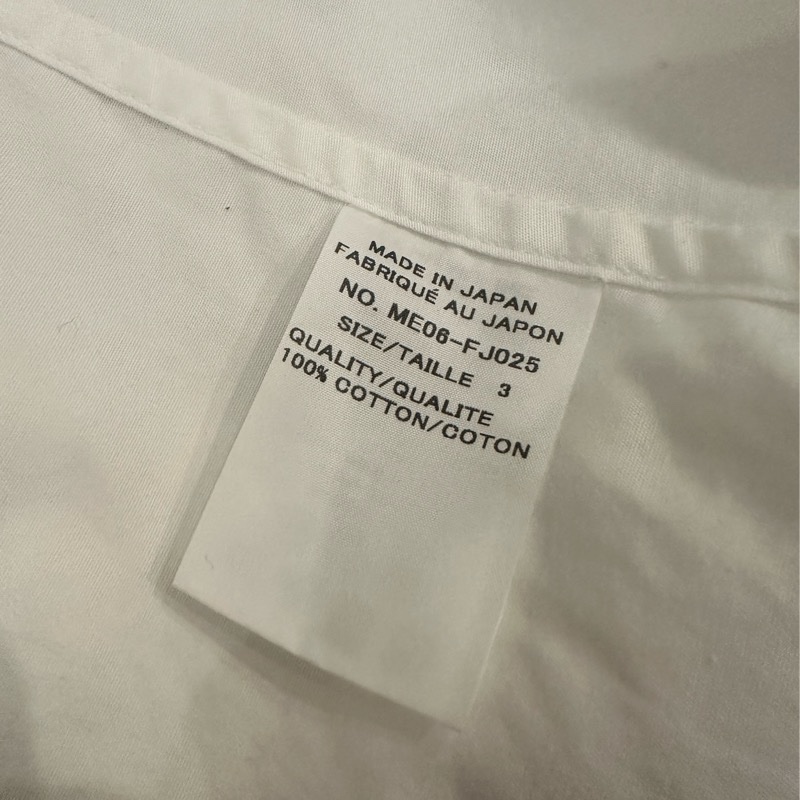 MADE IN JAPAN
FABRIQUÉ AU JAPON
NO. ME06-FJ025
SIZE/TAILLE 3
QUALITY/QUALITE
100% COTTON/COTON